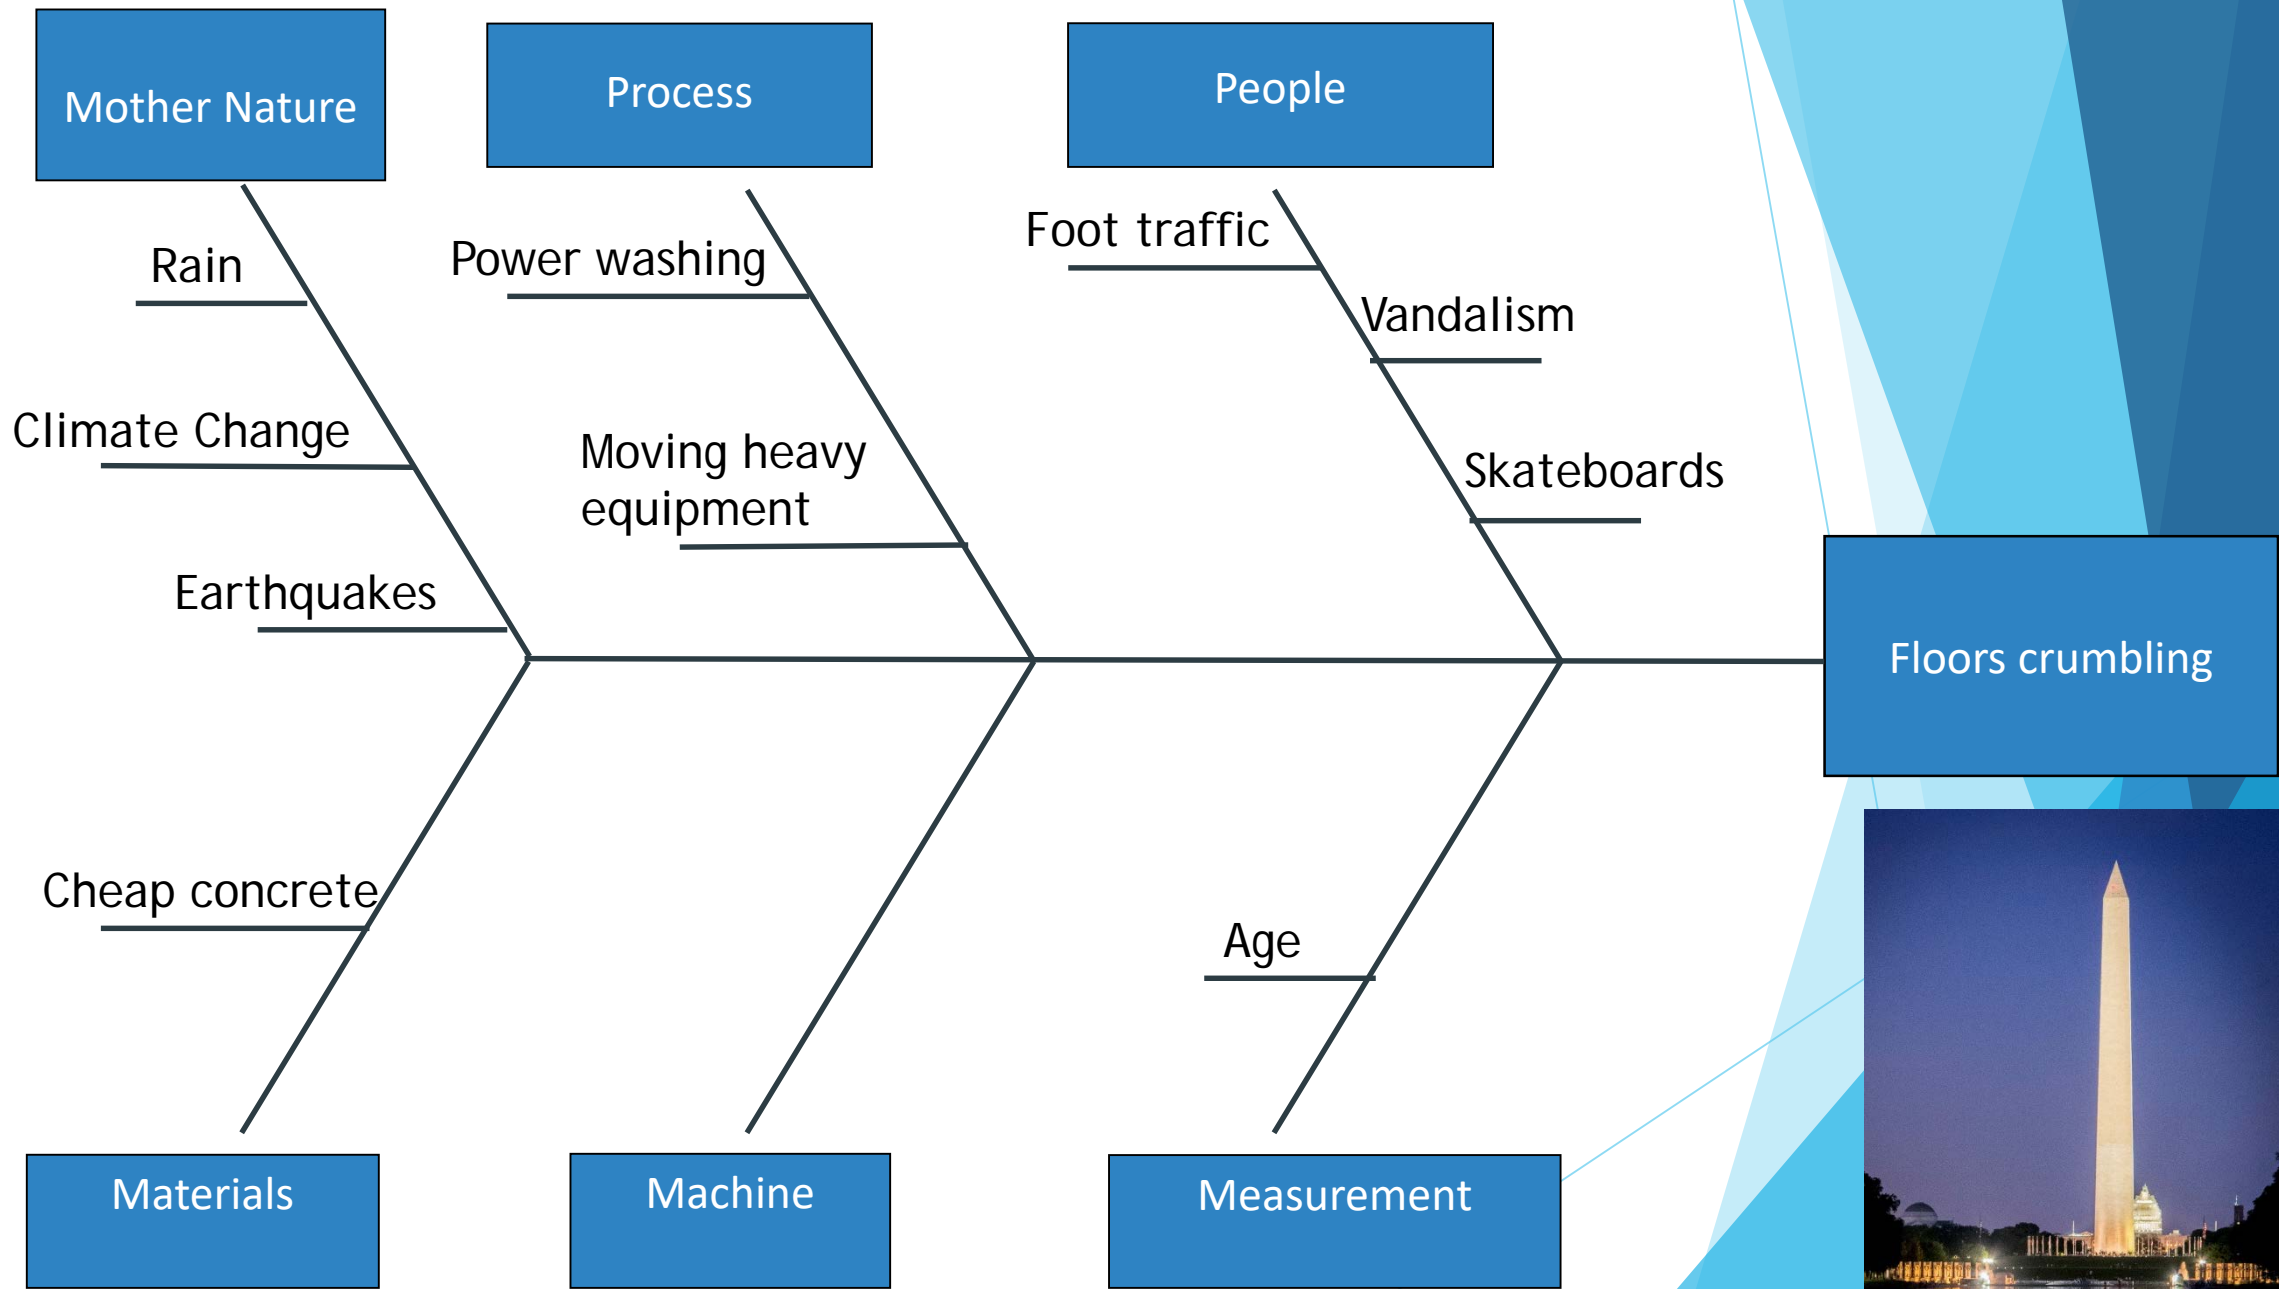 Mother Nature
Process
People
Rain
Power washing
Foot traffic
Vandalism
Climate Change
Moving heavy
equipment
Skateboards
Earthquakes
Floors crumbling
Cheap concrete
Age
Materials
Machine
Measurement